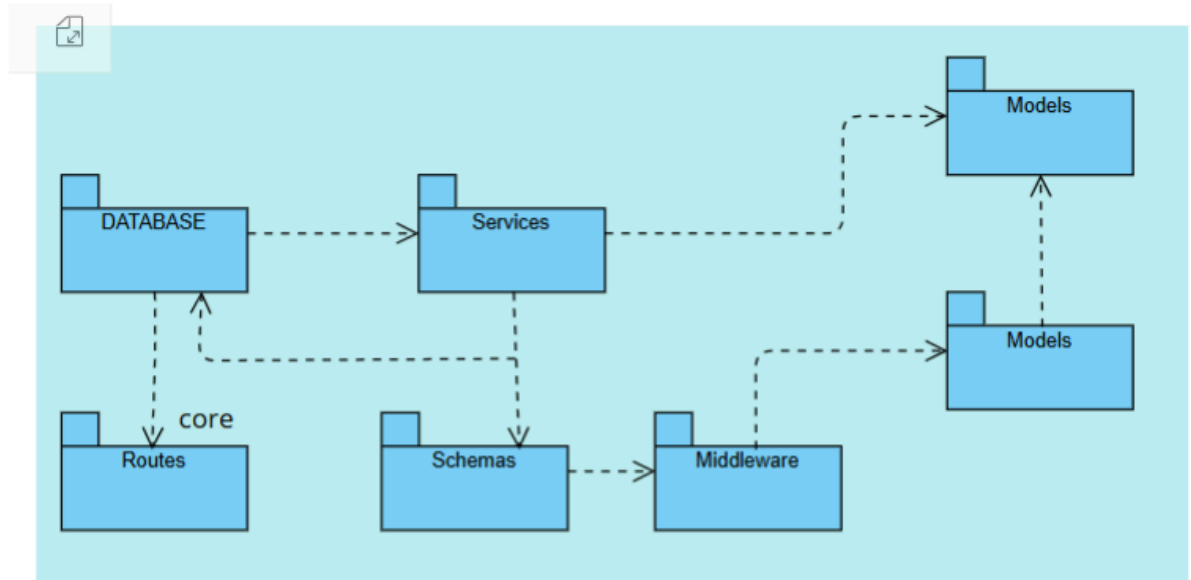 Models
DATABASE
Services
Models
core
Routes
Schemas
Middleware